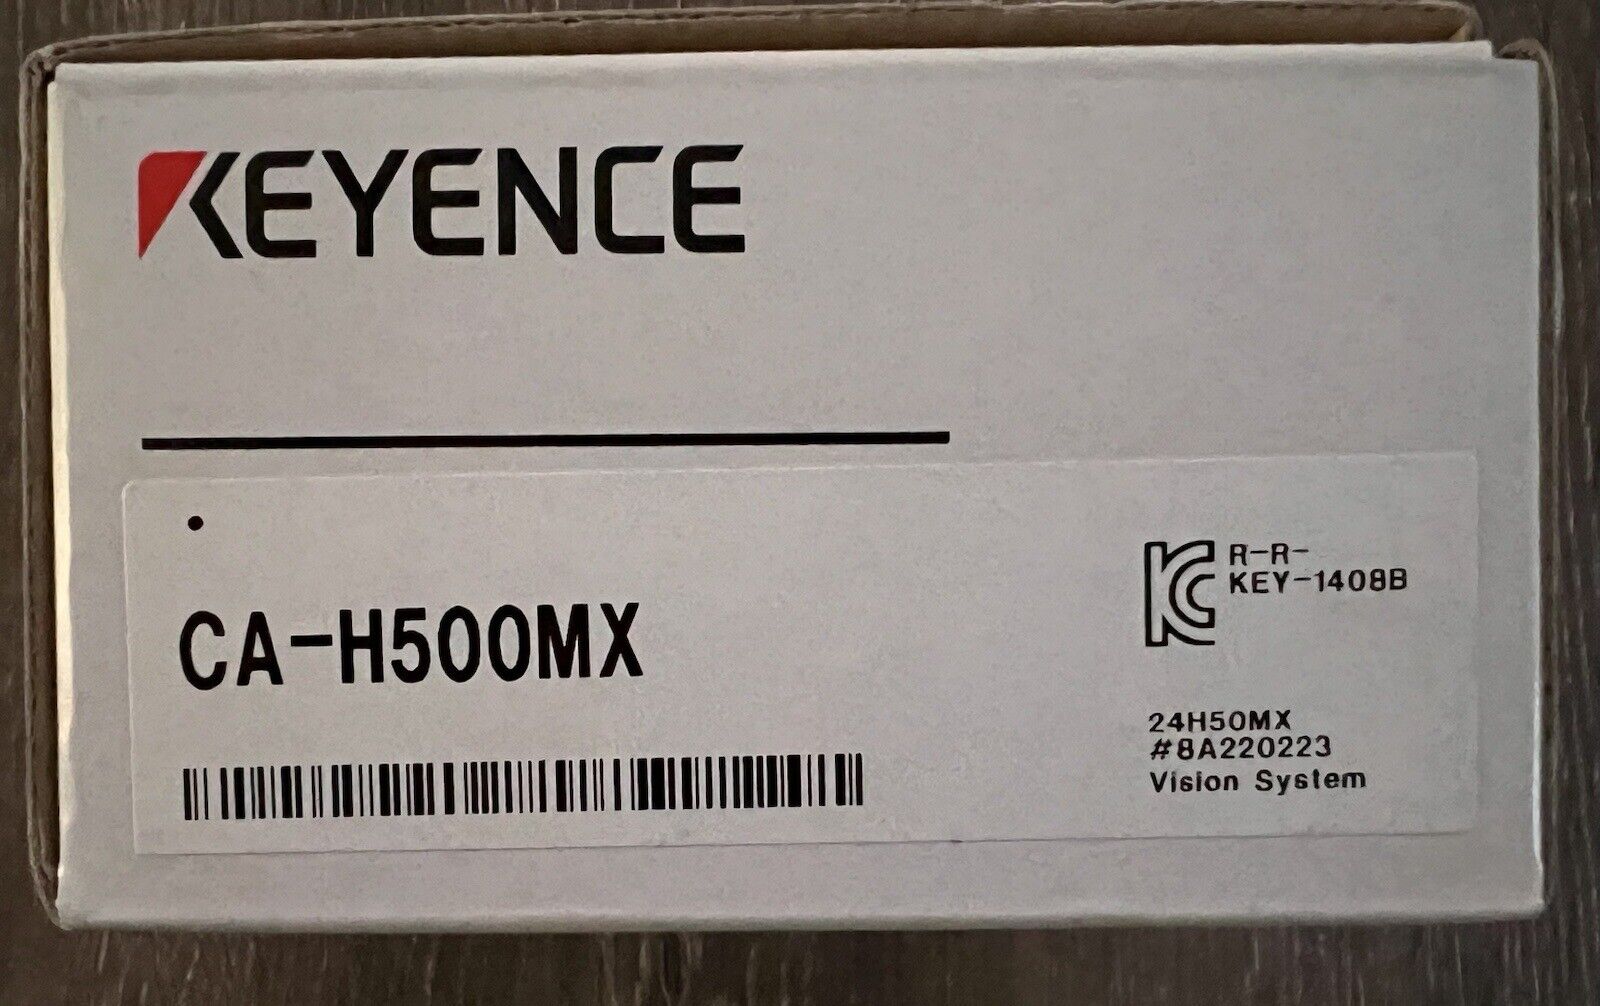 KEYENCE
CA-H500MX
R-R-
KEY-1408B
24H50MX
#8A220223
Vision System